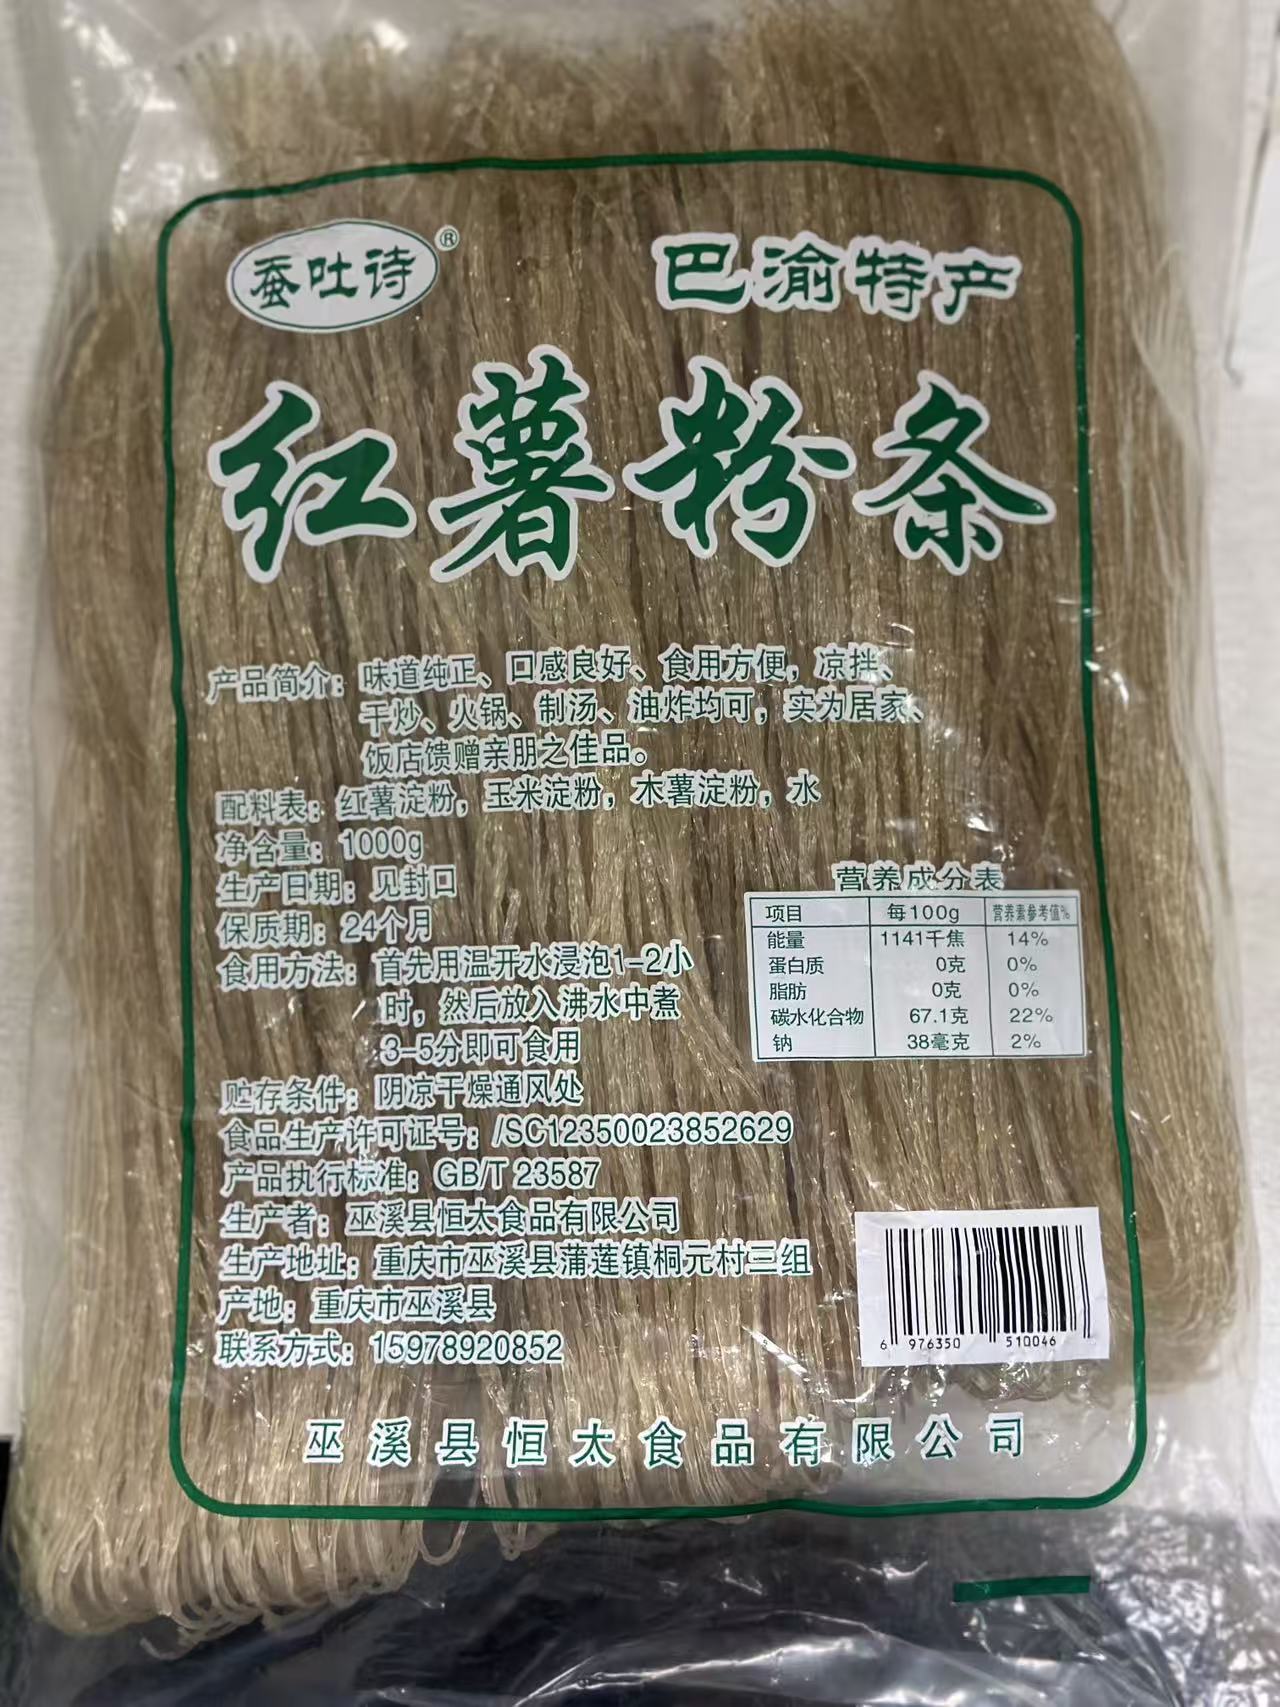 蚕吐诗®
巴渝特产
红薯粉条
产品简介：味道纯正、口感良好、食用方便，凉拌、
干炒、火锅、制汤、油炸均可，实为居家、
饭店馈赠亲朋之佳品。
配料表：红薯淀粉，玉米淀粉，木薯淀粉，水
净含量：1000g
生产日期：见封口
保质期：24个月
食用方法：首先用温开水浸泡1-2小
时，然后放入沸水中煮
3-5分即可食用
贮存条件：阴凉干燥通风处
食品生产许可证号：/SC12350023852629
产品执行标准：GB/T 23587
生产者：巫溪县恒太食品有限公司
生产地址：重庆市巫溪县蒲莲镇桐元村三组
产地：重庆市巫溪县
联系方式：15978920852
营养成分表
项目 每100g 营养素参考值%
能量 1141千焦 14%
蛋白质 0克 0%
脂肪 0克 0%
碳水化合物 67.1克 22%
钠 38毫克 2%
6 976350 510046
巫溪县恒太食品有限公司